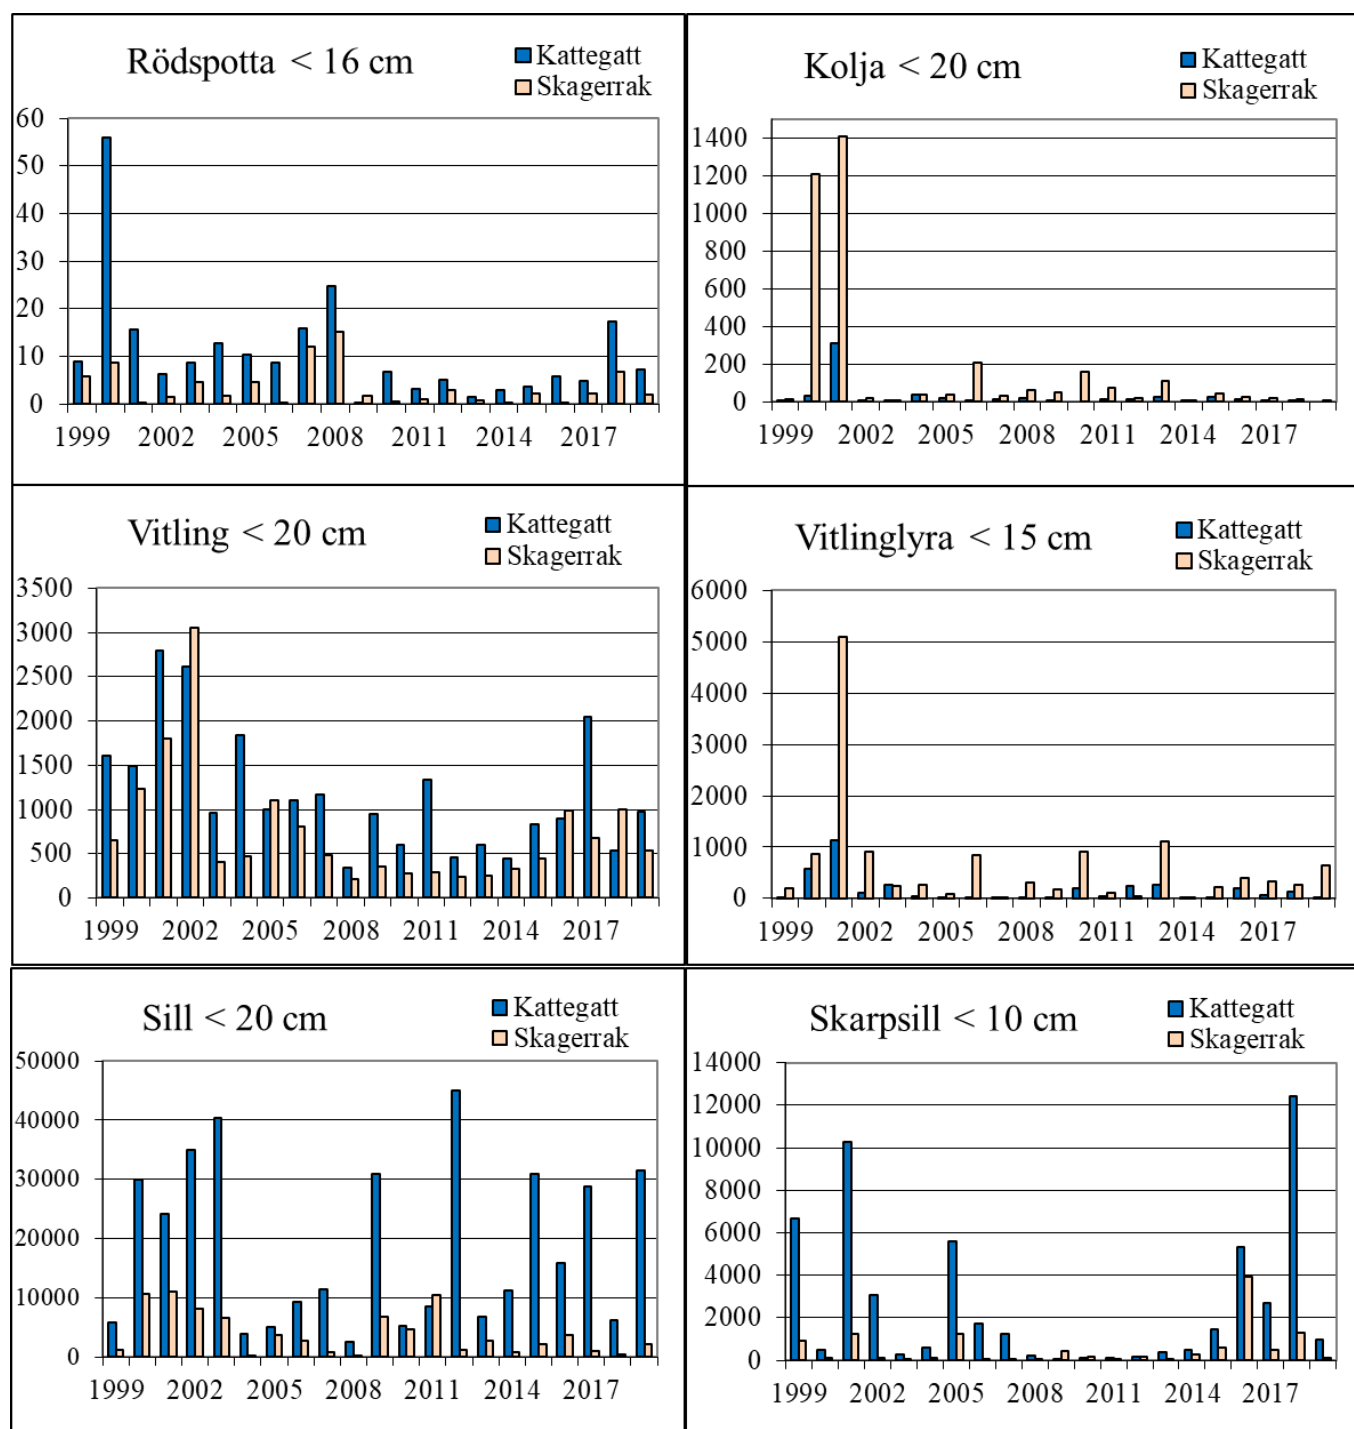 Rödspotta < 16 cm
Kattegatt
Skagerrak
60
50
40
30
20
10
0
1999 2002 2005 2008 2011 2014 2017
Kolja < 20 cm
Kattegatt
Skagerrak
1400
1200
1000
800
600
400
200
0
1999 2002 2005 2008 2011 2014 2017
Vitling < 20 cm
Kattegatt
Skagerrak
3500
3000
2500
2000
1500
1000
500
0
1999 2002 2005 2008 2011 2014 2017
Vitlinglyra < 15 cm
Kattegatt
Skagerrak
6000
5000
4000
3000
2000
1000
0
1999 2002 2005 2008 2011 2014 2017
Sill < 20 cm
Kattegatt
Skagerrak
50000
40000
30000
20000
10000
0
1999 2002 2005 2008 2011 2014 2017
Skarpsill < 10 cm
Kattegatt
Skagerrak
14000
12000
10000
8000
6000
4000
2000
0
1999 2002 2005 2008 2011 2014 2017